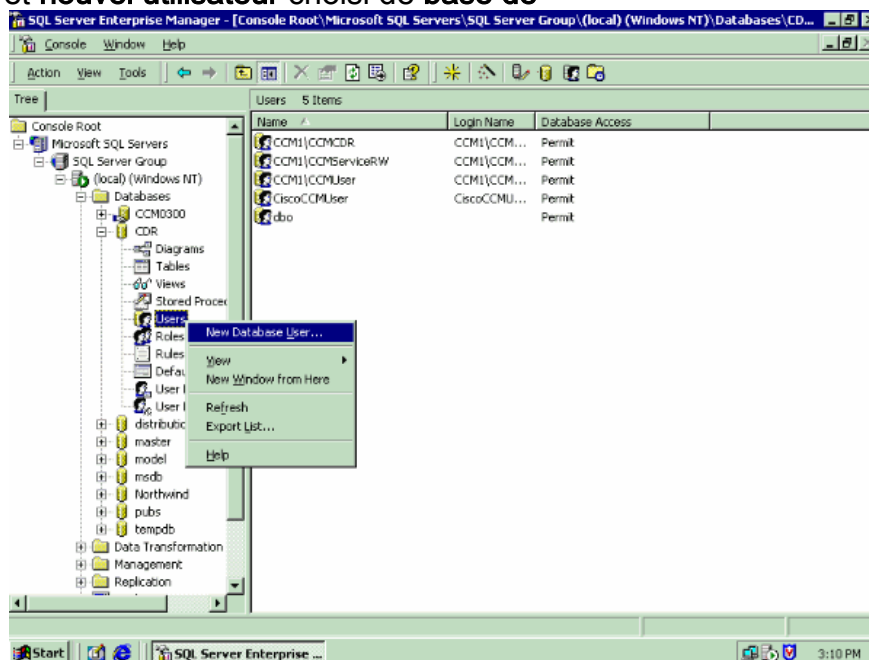 et nouvel utilisateur choisi de base de
SQL Server Enterprise Manager - [Console Root\Microsoft SQL Servers\SQL Server Group\(local) (Windows NT)\Databases\CD...
Console Window Help
Action View Tools
Tree
Users 5 Items
Console Root
Microsoft SQL Servers
SQL Server Group
(local) (Windows NT)
Databases
CCM0300
CDR
Diagrams
Tables
Views
Stored Procec
Users
Roles
Rules
Defau
User I
User I
distributic
master
model
msdb
Northwind
pubs
tempdb
Data Transformation
Management
Replication
Name Login Name Database Access
CCM1\CCMCDR CCM1\CCM... Permit
CCM1\CCMServiceRW CCM1\CCM... Permit
CCM1\CCMUser CCM1\CCM... Permit
CiscoCCMUser CiscoCCMU... Permit
dbo Permit
New Database User...
View
New Window from Here
Refresh
Export List...
Help
Start
SQL Server Enterprise ...
3:10 PM